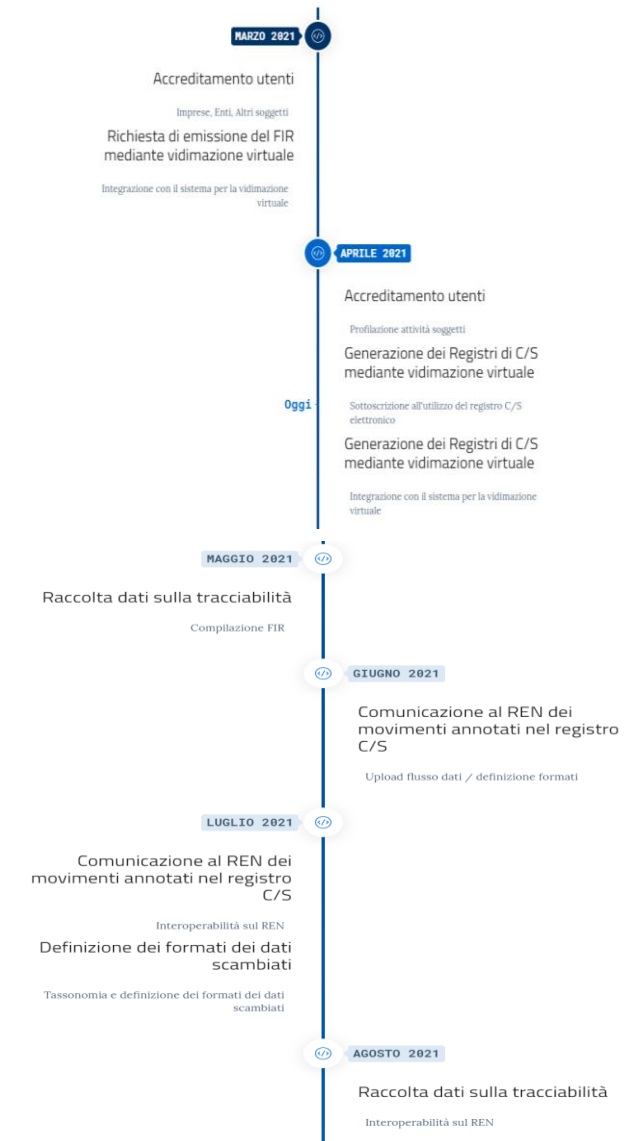 MARZO 2021
Accreditamento utenti
Imprese, Enti, Altri soggetti
Richiesta di emissione del FIR
mediante vidimazione virtuale
Integrazione con il sistema per la vidimazione
virtuale
APRILE 2021
Accreditamento utenti
Profilazione attività soggetti
Generazione dei Registri di C/S
mediante vidimazione virtuale
Oggi
Sottoscrizione all'utilizzo del registro C/S
elettronico
Generazione dei Registri di C/S
mediante vidimazione virtuale
Integrazione con il sistema per la vidimazione
virtuale
MAGGIO 2021
Raccolta dati sulla tracciabilità
Compilazione FIR
GIUGNO 2021
Comunicazione al REN dei
movimenti annotati nel registro
C/S
Upload flusso dati / definizione formati
LUGLIO 2021
Comunicazione al REN dei
movimenti annotati nel registro
C/S
Interoperabilità sul REN
Definizione dei formati dei dati
scambiati
Tassonomia e definizione dei formati dei dati
scambiati
AGOSTO 2021
Raccolta dati sulla tracciabilità
Interoperabilità sul REN